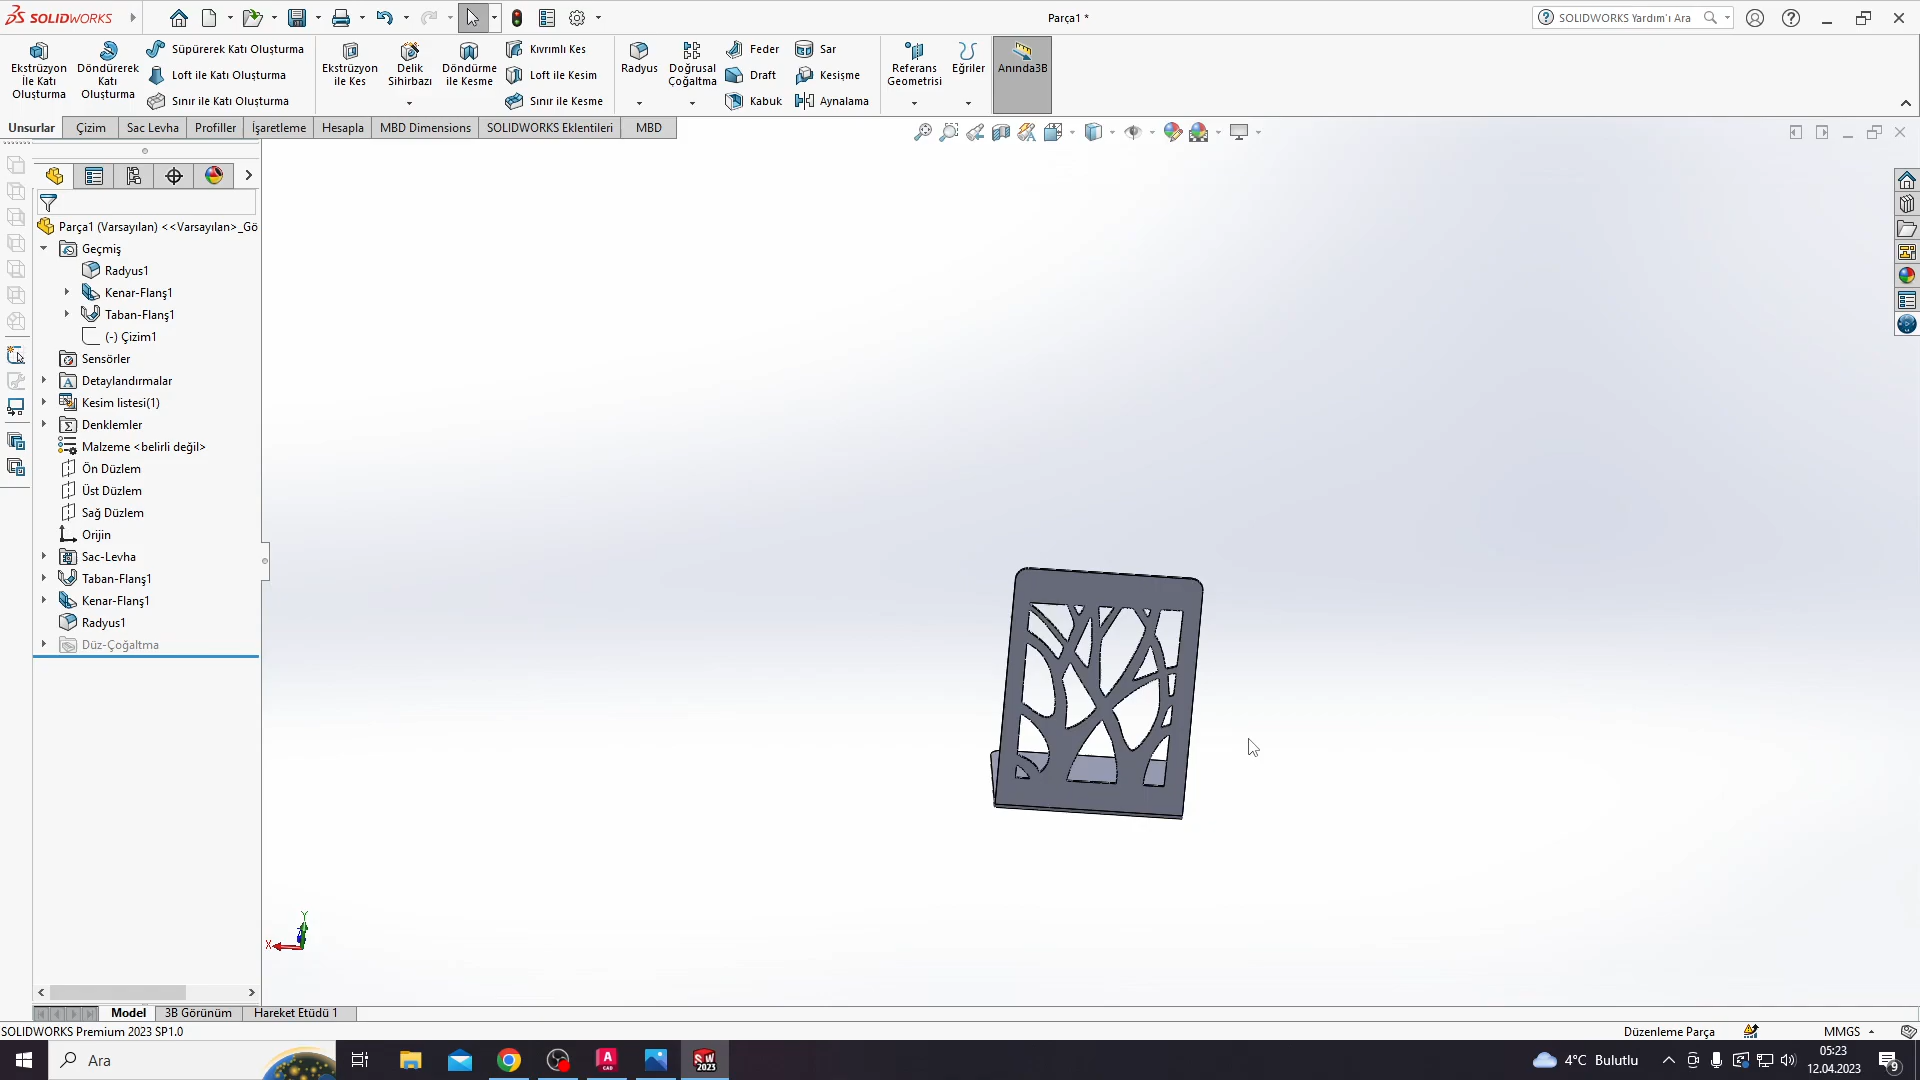 SOLIDWORKS
Parça1 *
SOLIDWORKS Yardım'ı Ara
Ekstrüzyon İle Katı Oluşturma
Döndürerek Katı Oluşturma
Süpürerek Katı Oluşturma
Loft ile Katı Oluşturma
Sınır ile Katı Oluşturma
Ekstrüzyon ile Kes
Delik Sihirbazı
Döndürme ile Kesme
Kıvrımlı Kes
Loft ile Kesim
Sınır ile Kesme
Radyus
Doğrusal Çoğaltma
Feder
Draft
Kabuk
Sar
Kesişme
Aynalama
Referans Geometrisi
Eğriler
Anında3B
Unsurlar
Çizim
Sac Levha
Profiller
İşaretleme
Hesapla
MBD Dimensions
SOLIDWORKS Eklentileri
MBD
Parça1 (Varsayılan) <<Varsayılan>_Gö
Geçmiş
Radyus1
Kenar-Flanş1
Taban-Flanş1
(-) Çizim1
Sensörler
Detaylandırmalar
Kesim listesi(1)
Denklemler
Malzeme <belirli değil>
Ön Düzlem
Üst Düzlem
Sağ Düzlem
Orijin
Sac-Levha
Taban-Flanş1
Kenar-Flanş1
Radyus1
Düz-Çoğaltma
Y
X
Model
3B Görünüm
Hareket Etüdü 1
SOLIDWORKS Premium 2023 SP1.0
Düzenleme Parça
MMGS
Ara
4°C Bulutlu
05:23
12.04.2023
9